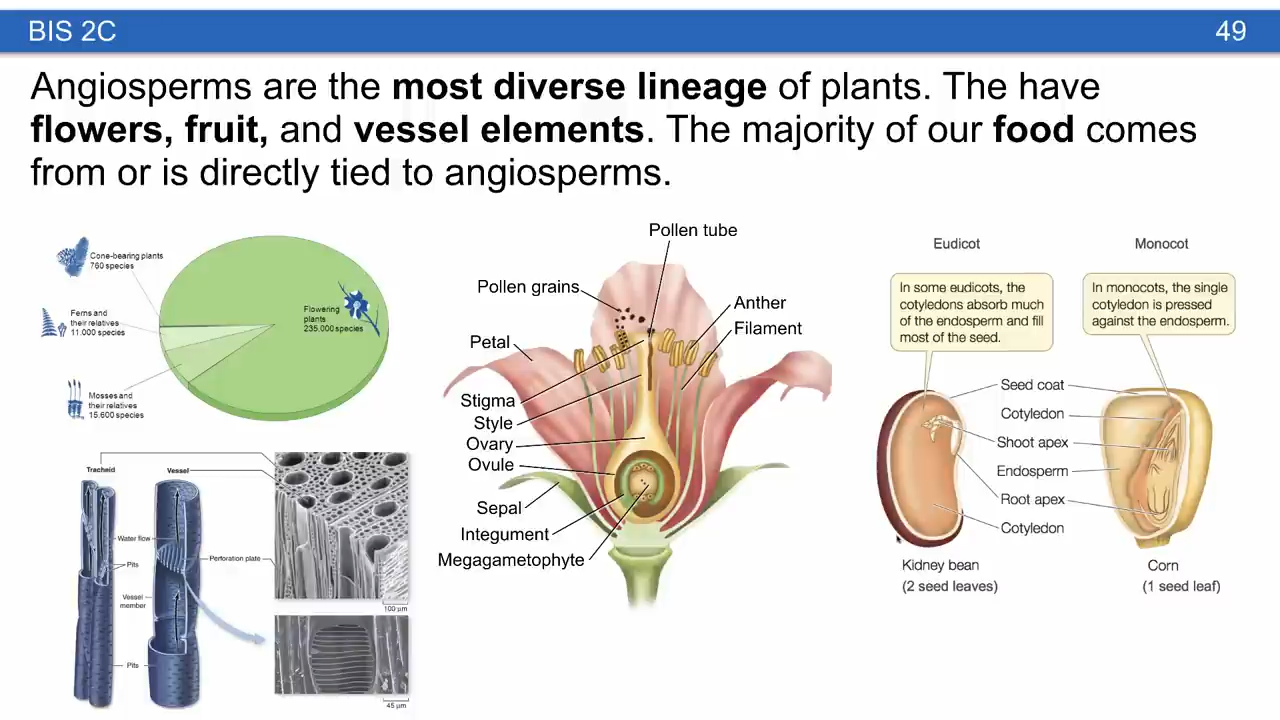 BIS 2C
49
Angiosperms are the most diverse lineage of plants. The have
flowers, fruit, and vessel elements. The majority of our food comes
from or is directly tied to angiosperms.
Cone-bearing plants
760 species
Ferns and
their relatives
11,000 species
Mosses and
their relatives
15,600 species
Flowering
plants
235,000 species
Tracheid
Vessel
Water flow
Pits
Perforation plate
Vessel
member
Pits
100 µm
45 µm
Pollen tube
Pollen grains
Anther
Filament
Petal
Stigma
Style
Ovary
Ovule
Sepal
Integument
Megagametophyte
Eudicot
Monocot
In some eudicots, the
cotyledons absorb much
of the endosperm and fill
most of the seed.
In monocots, the single
cotyledon is pressed
against the endosperm.
Seed coat
Cotyledon
Shoot apex
Endosperm
Root apex
Cotyledon
Kidney bean
(2 seed leaves)
Corn
(1 seed leaf)